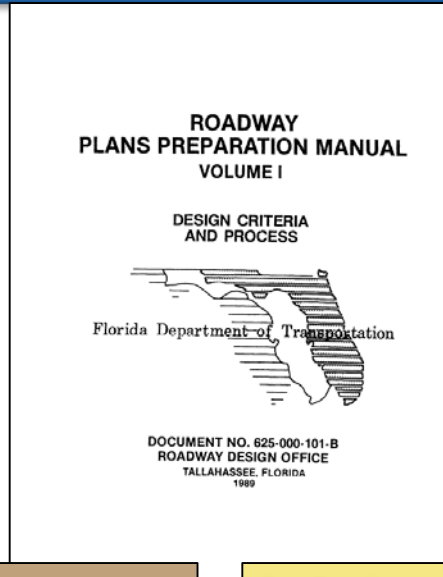 ROADWAY
PLANS PREPARATION MANUAL
VOLUME I
DESIGN CRITERIA
AND PROCESS
Florida Department of Transportation
DOCUMENT NO. 625-000-101-B
ROADWAY DESIGN OFFICE
TALLAHASSEE, FLORIDA
1989